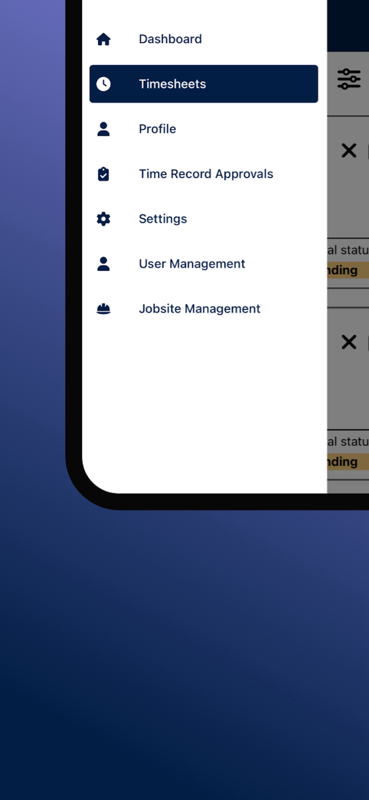 Dashboard
Timesheets
Profile
Time Record Approvals
Settings
User Management
Jobsite Management
al statu
nding
al statu
nding